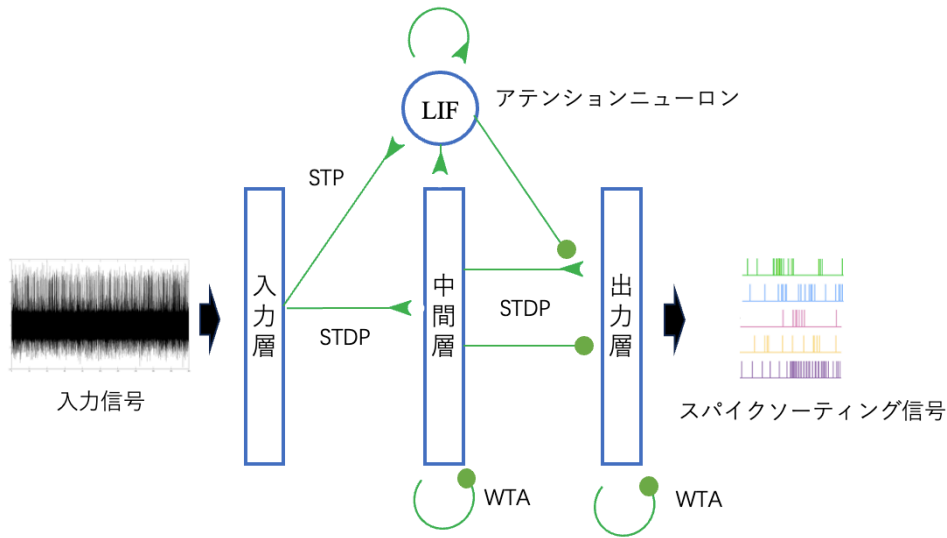 LIF
アテンションニューロン
STP
入力層
中間層
出力層
STDP
STDP
入力信号
スパイクソーティング信号
WTA
WTA